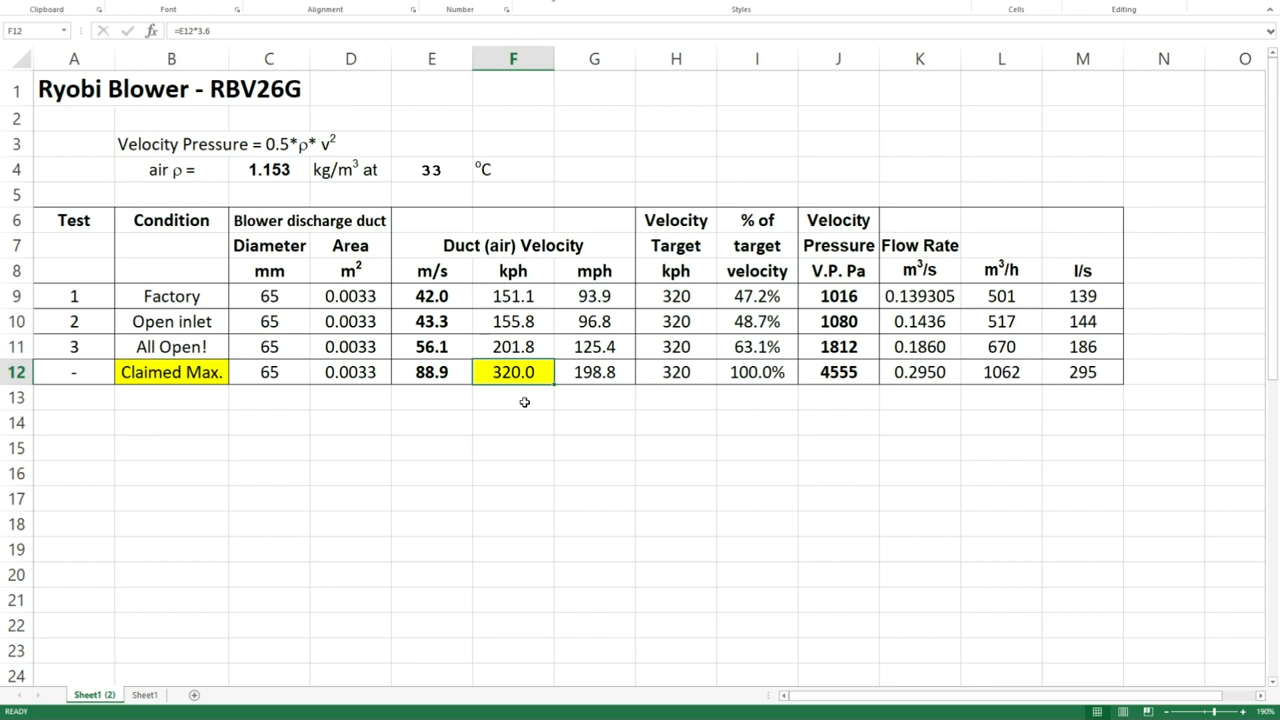 Clipboard Font Alignment Number Styles Cells Editing
F12 fx =E12*3.6
A B C D E F G H I J K L M N O
1 Ryobi Blower - RBV26G
2
3 Velocity Pressure = 0.5*ρ* v2
4 air ρ = 1.153 kg/m3 at 33 oC
5
6 Test Condition Blower discharge duct Velocity % of Velocity
7 Diameter Area Duct (air) Velocity Target target Pressure Flow Rate
8 mm m2 m/s kph mph kph velocity V.P. Pa m3/s m3/h l/s
9 1 Factory 65 0.0033 42.0 151.1 93.9 320 47.2% 1016 0.139305 501 139
10 2 Open inlet 65 0.0033 43.3 155.8 96.8 320 48.7% 1080 0.1436 517 144
11 3 All Open! 65 0.0033 56.1 201.8 125.4 320 63.1% 1812 0.1860 670 186
12 - Claimed Max. 65 0.0033 88.9 320.0 198.8 320 100.0% 4555 0.2950 1062 295
13
14
15
16
17
18
19
20
21
22
23
24
Sheet1 (2) Sheet1
READY 190%